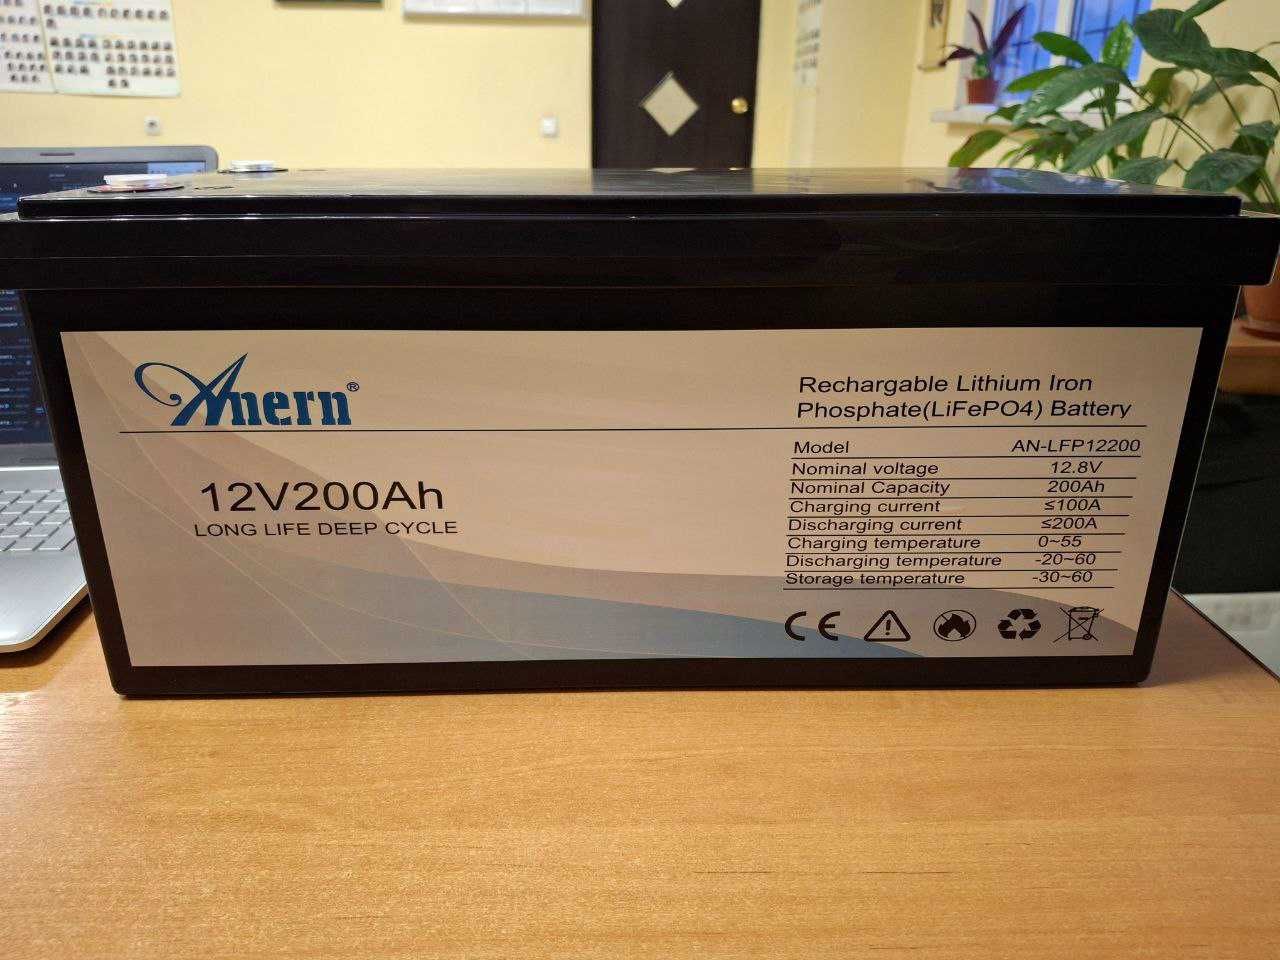 Anern®
12V200Ah
LONG LIFE DEEP CYCLE
Rechargable Lithium Iron
Phosphate(LiFePO4) Battery
Model AN-LFP12200
Nominal voltage 12.8V
Nominal Capacity 200Ah
Charging current ≤100A
Discharging current ≤200A
Charging temperature 0~55
Discharging temperature -20~60
Storage temperature -30~60
CE